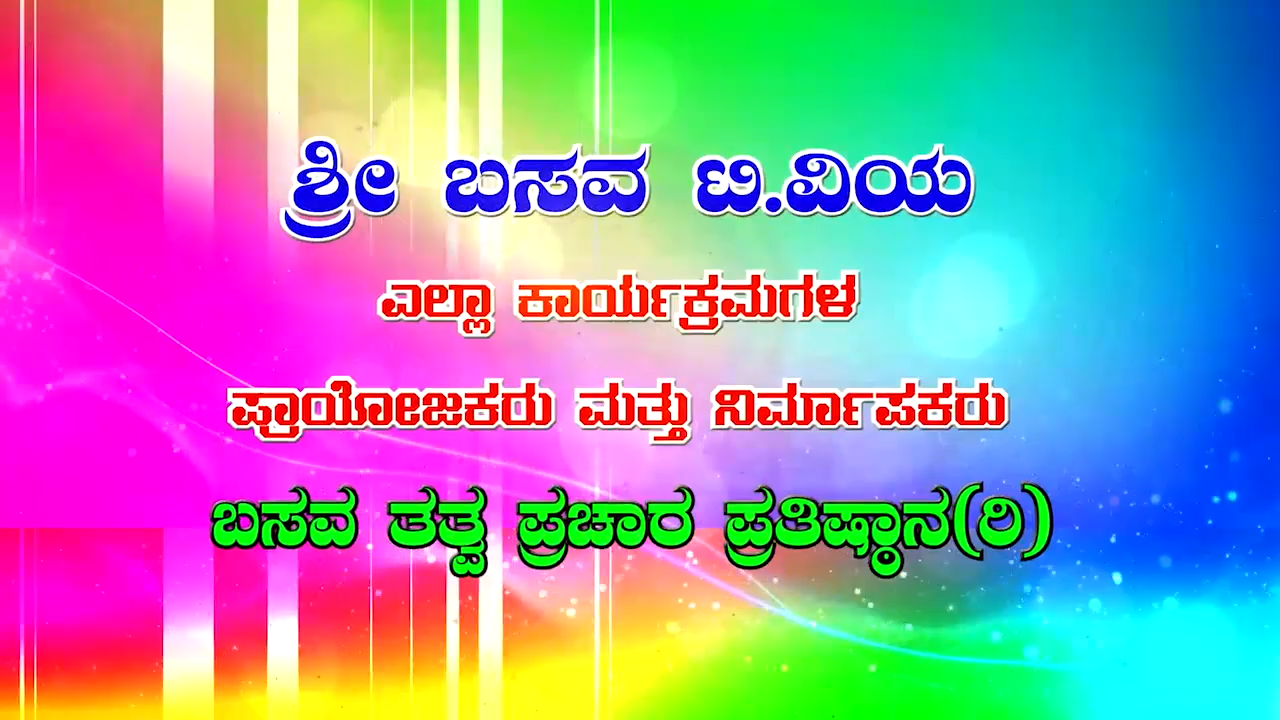 ಶ್ರೀ ಬಸವ ಟಿ.ವಿಯ
ಎಲ್ಲಾ ಕಾರ್ಯಕ್ರಮಗಳ
ಪ್ರಾಯೋಜಕರು ಮತ್ತು ನಿರ್ಮಾಪಕರು
ಬಸವ ತತ್ವ ಪ್ರಚಾರ ಪ್ರತಿಷ್ಠಾನ(ರಿ)